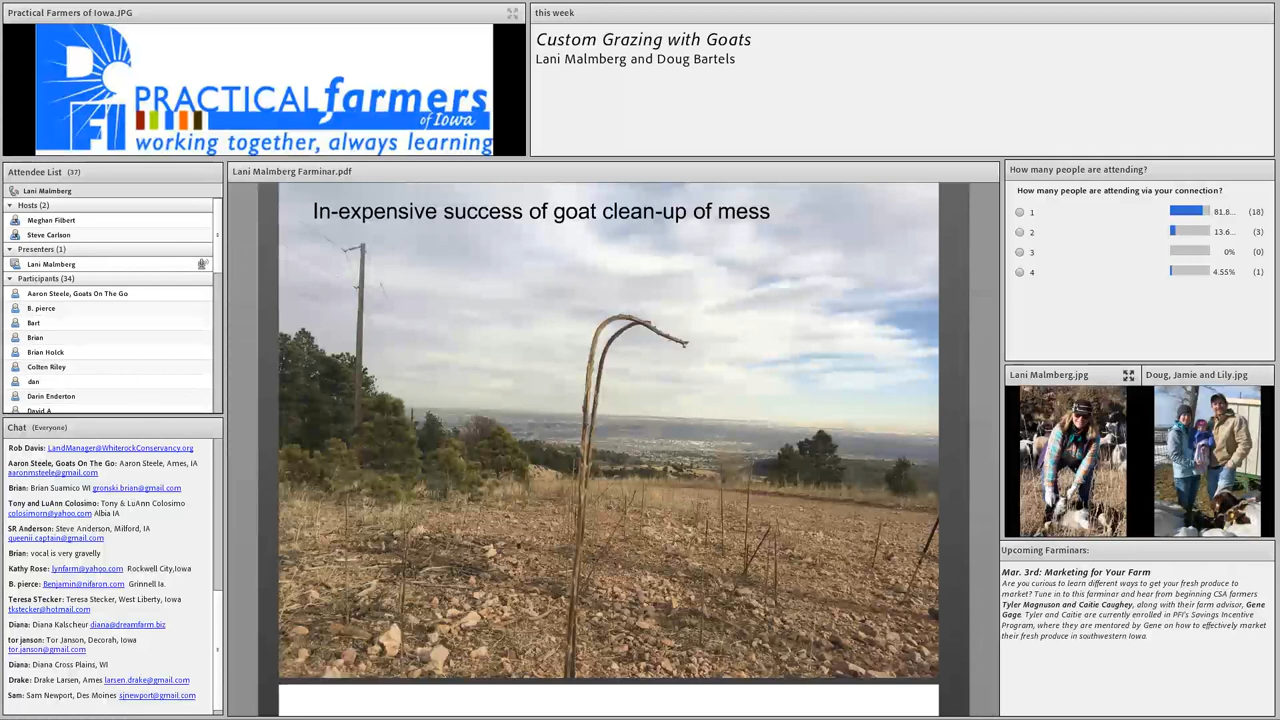 Practical Farmers of Iowa.JPG
PFI
PRACTICAL farmers
of Iowa
working together, always learning
this week
Custom Grazing with Goats
Lani Malmberg and Doug Bartels
Attendee List (37)
Lani Malmberg
Hosts (2)
Meghan Filbert
Steve Carlson
Presenters (1)
Lani Malmberg
Participants (34)
Aaron Steele, Goats On The Go
B. pierce
Bart
Brian
Brian Holck
Colten Riley
dan
Darin Enderton
David A
Chat (Everyone)
Rob Davis: LandManager@WhiterockConservancy.org
Aaron Steele, Goats On The Go: Aaron Steele, Ames, IA
aaronmsteele@gmail.com
Brian: Brian Suamico WI gronski.brian@gmail.com
Tony and LuAnn Colosimo: Tony & LuAnn Colosimo
colosimorn@yahoo.com Albia IA
SR Anderson: Steve Anderson, Milford, IA
queenii.captain@gmail.com
Brian: vocal is very gravelly
Kathy Rose: lynfarm@yahoo.com Rockwell City,Iowa
B. pierce: Benjamin@nifaron.com Grinnell Ia.
Teresa STecker: Teresa Stecker, West Liberty, Iowa
tkstecker@hotmail.com
Diana: Diana Kalscheur diana@dreamfarm.biz
tor janson: Tor Janson, Decorah, Iowa
tor.janson@gmail.com
Diana: Diana Cross Plains, WI
Drake: Drake Larsen, Ames larsen.drake@gmail.com
Sam: Sam Newport, Des Moines sjnewport@gmail.com
Lani Malmberg Farminar.pdf
In-expensive success of goat clean-up of mess
How many people are attending?
How many people are attending via your connection?
1 81.8... (18)
2 13.6... (3)
3 0% (0)
4 4.55% (1)
Lani Malmberg.jpg
Doug, Jamie and Lily.jpg
Upcoming Farminars:
Mar. 3rd: Marketing for Your Farm
Are you curious to learn different ways to get your fresh produce to
market? Tune in to this farminar and hear from beginning CSA farmers
Tyler Magnuson and Caitie Caughey, along with their farm advisor, Gene
Gage. Tyler and Caitie are currently enrolled in PFI's Savings Incentive
Program, where they are mentored by Gene on how to effectively market
their fresh produce in southwestern Iowa.